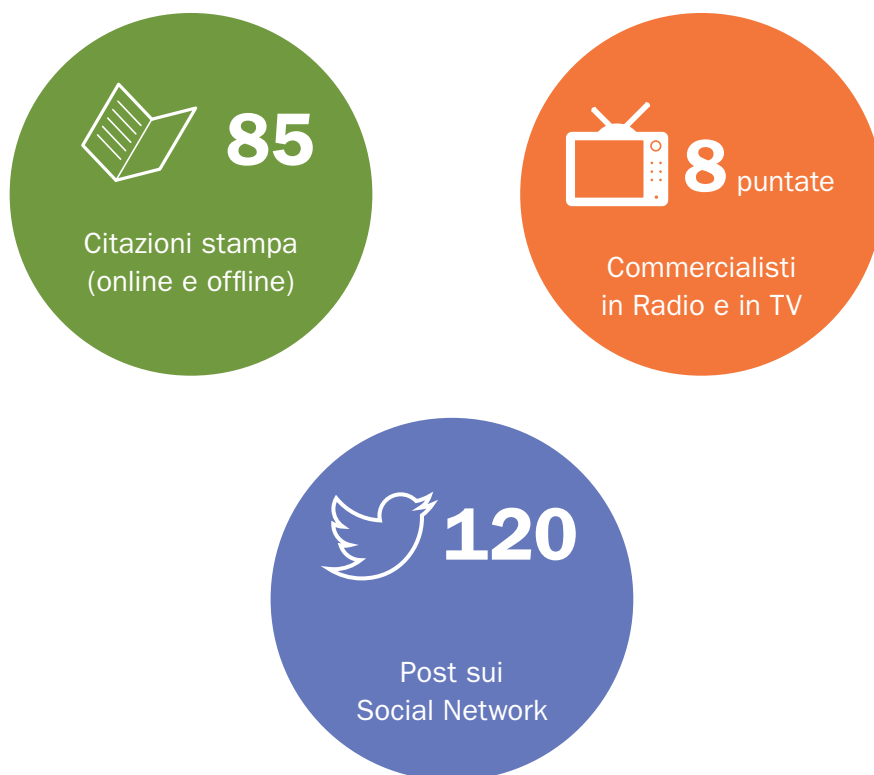 85
Citazioni stampa
(online e offline)
8 puntate
Commercialisti
in Radio e in TV
120
Post sui
Social Network